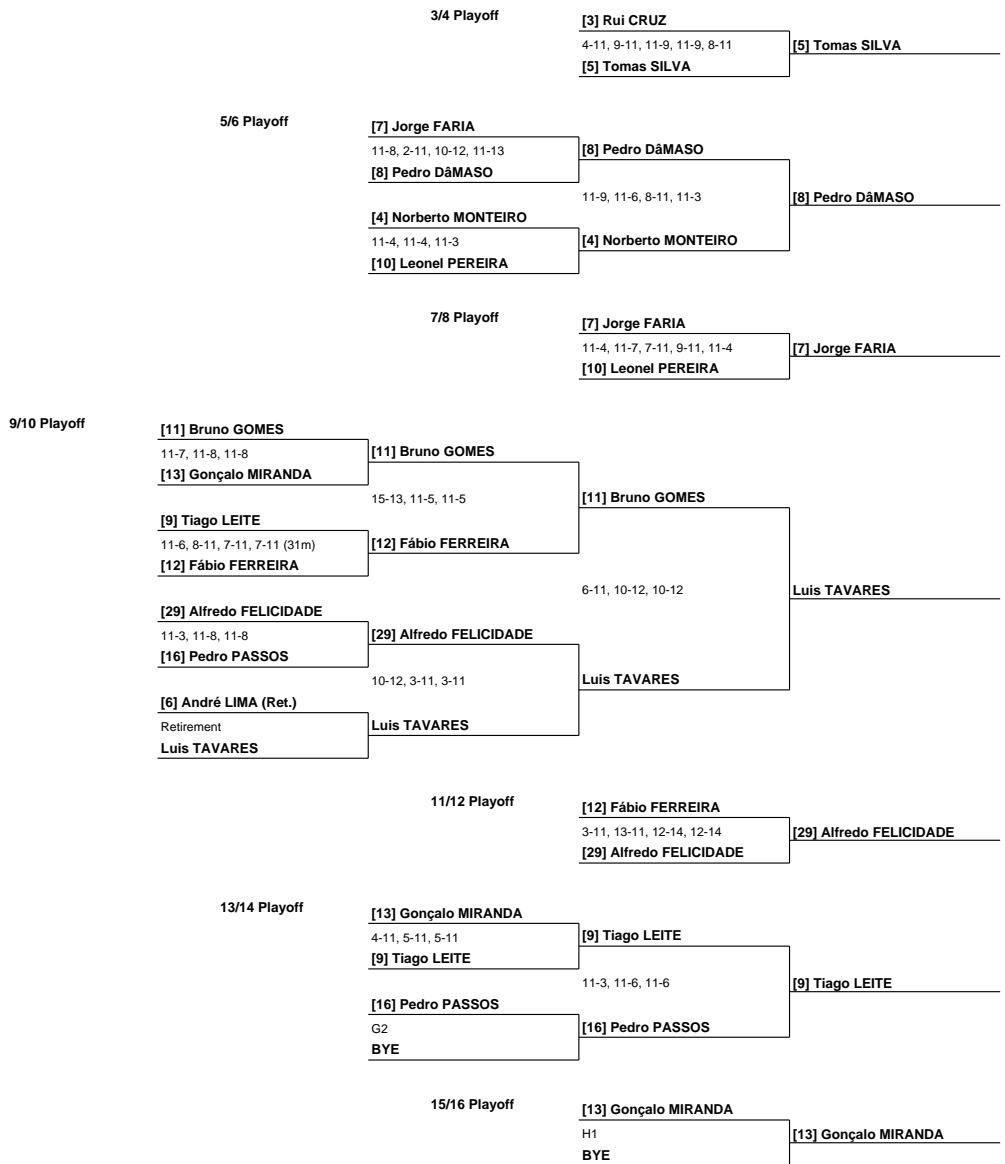 3/4 Playoff
[3] Rui CRUZ
4-11, 9-11, 11-9, 11-9, 8-11
[5] Tomas SILVA
[5] Tomas SILVA
5/6 Playoff
[7] Jorge FARIA
11-8, 2-11, 10-12, 11-13
[8] Pedro DâMASO
[8] Pedro DâMASO
11-9, 11-6, 8-11, 11-3
[8] Pedro DâMASO
[4] Norberto MONTEIRO
11-4, 11-4, 11-3
[4] Norberto MONTEIRO
[10] Leonel PEREIRA
7/8 Playoff
[7] Jorge FARIA
11-4, 11-7, 7-11, 9-11, 11-4
[7] Jorge FARIA
[10] Leonel PEREIRA
9/10 Playoff
[11] Bruno GOMES
11-7, 11-8, 11-8
[11] Bruno GOMES
[13] Gonçalo MIRANDA
15-13, 11-5, 11-5
[11] Bruno GOMES
[9] Tiago LEITE
11-6, 8-11, 7-11, 7-11 (31m)
[12] Fábio FERREIRA
[12] Fábio FERREIRA
6-11, 10-12, 10-12
Luis TAVARES
[29] Alfredo FELICIDADE
11-3, 11-8, 11-8
[29] Alfredo FELICIDADE
[16] Pedro PASSOS
10-12, 3-11, 3-11
Luis TAVARES
[6] André LIMA (Ret.)
Retirement
Luis TAVARES
Luis TAVARES
11/12 Playoff
[12] Fábio FERREIRA
3-11, 13-11, 12-14, 12-14
[29] Alfredo FELICIDADE
[29] Alfredo FELICIDADE
13/14 Playoff
[13] Gonçalo MIRANDA
4-11, 5-11, 5-11
[9] Tiago LEITE
[9] Tiago LEITE
11-3, 11-6, 11-6
[9] Tiago LEITE
[16] Pedro PASSOS
G2
[16] Pedro PASSOS
BYE
15/16 Playoff
[13] Gonçalo MIRANDA
H1
[13] Gonçalo MIRANDA
BYE